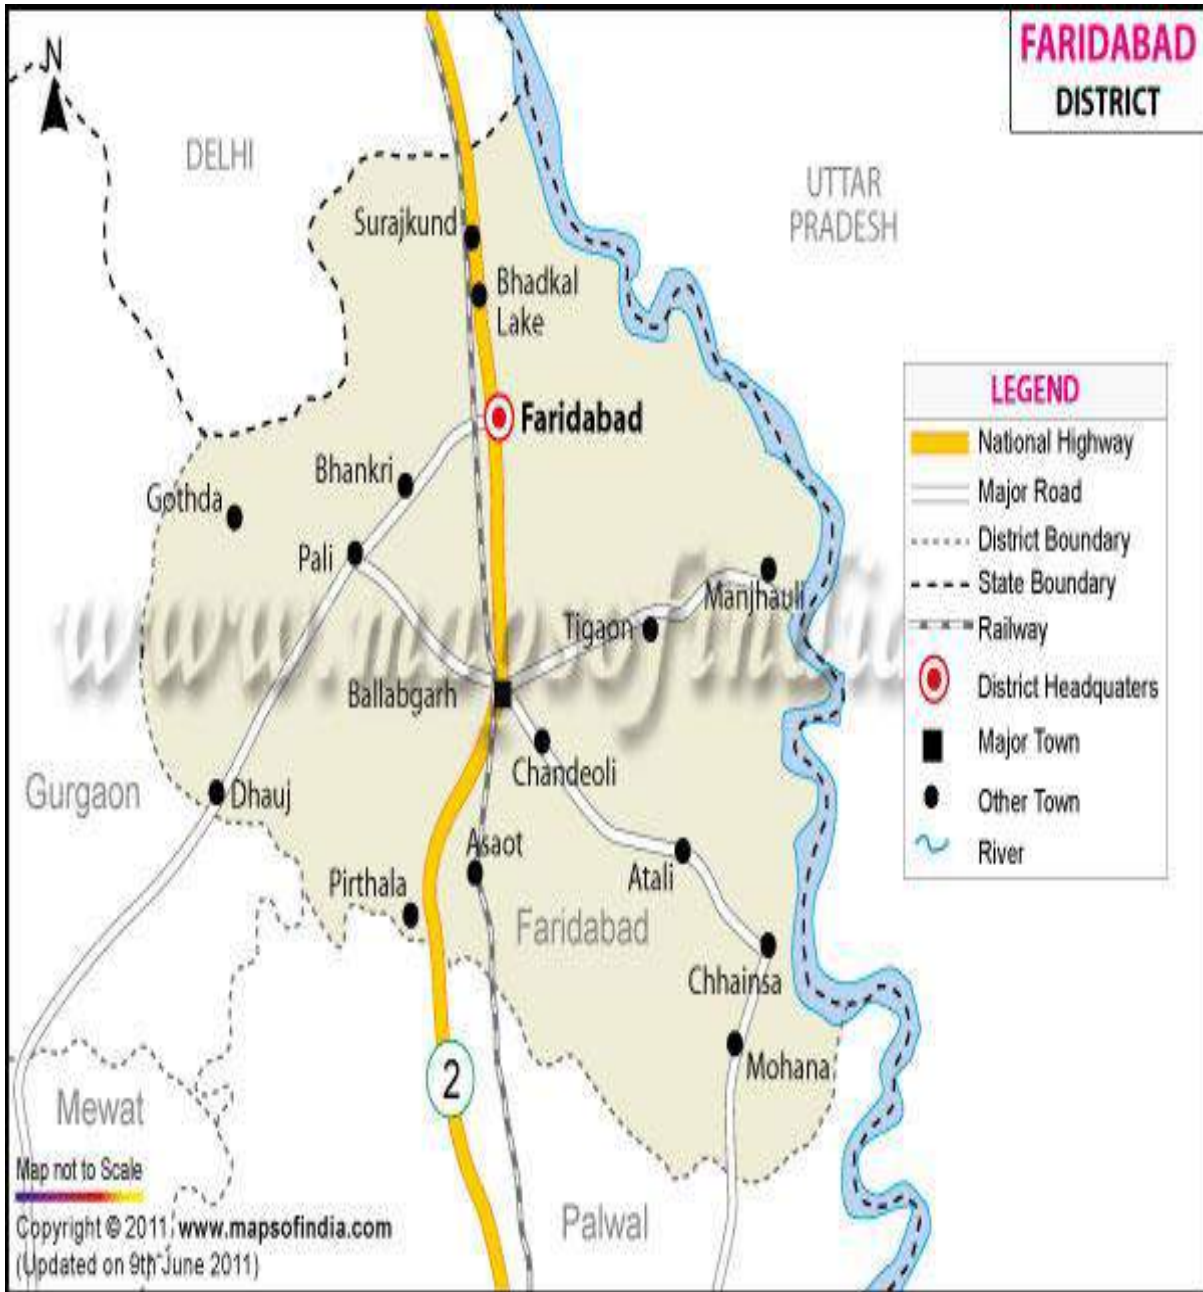 FARIDABAD
DISTRICT
N
DELHI
UTTAR
PRADESH
Surajkund
Bhadkal
Lake
Faridabad
Bhankri
Gothda
Pali
Manjhauli
Tigaon
www.mapsofindia
Ballabgarh
Chandeoli
Gurgaon
Dhauj
Asaot
Atali
Pirthala
Faridabad
Chhainsa
Mohana
2
Mewat
Palwal
LEGEND
National Highway
Major Road
District Boundary
State Boundary
Railway
District Headquaters
Major Town
Other Town
River
Map not to Scale
Copyright © 2011, www.mapsofindia.com
(Updated on 9th June 2011)